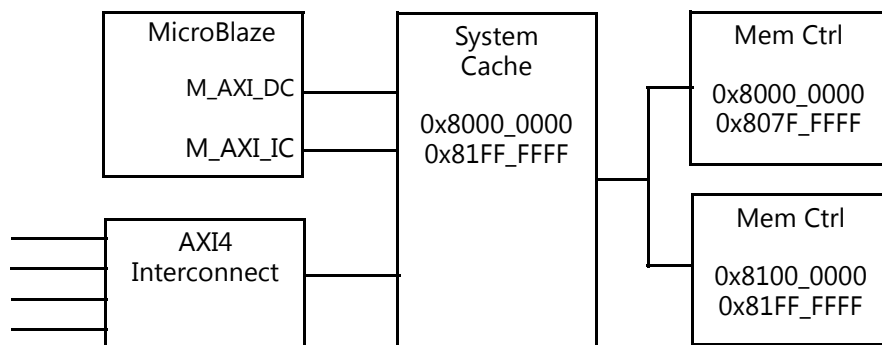 MicroBlaze
M_AXI_DC
M_AXI_IC
AXI4
Interconnect
System
Cache
0x8000_0000
0x81FF_FFFF
Mem Ctrl
0x8000_0000
0x807F_FFFF
Mem Ctrl
0x8100_0000
0x81FF_FFFF